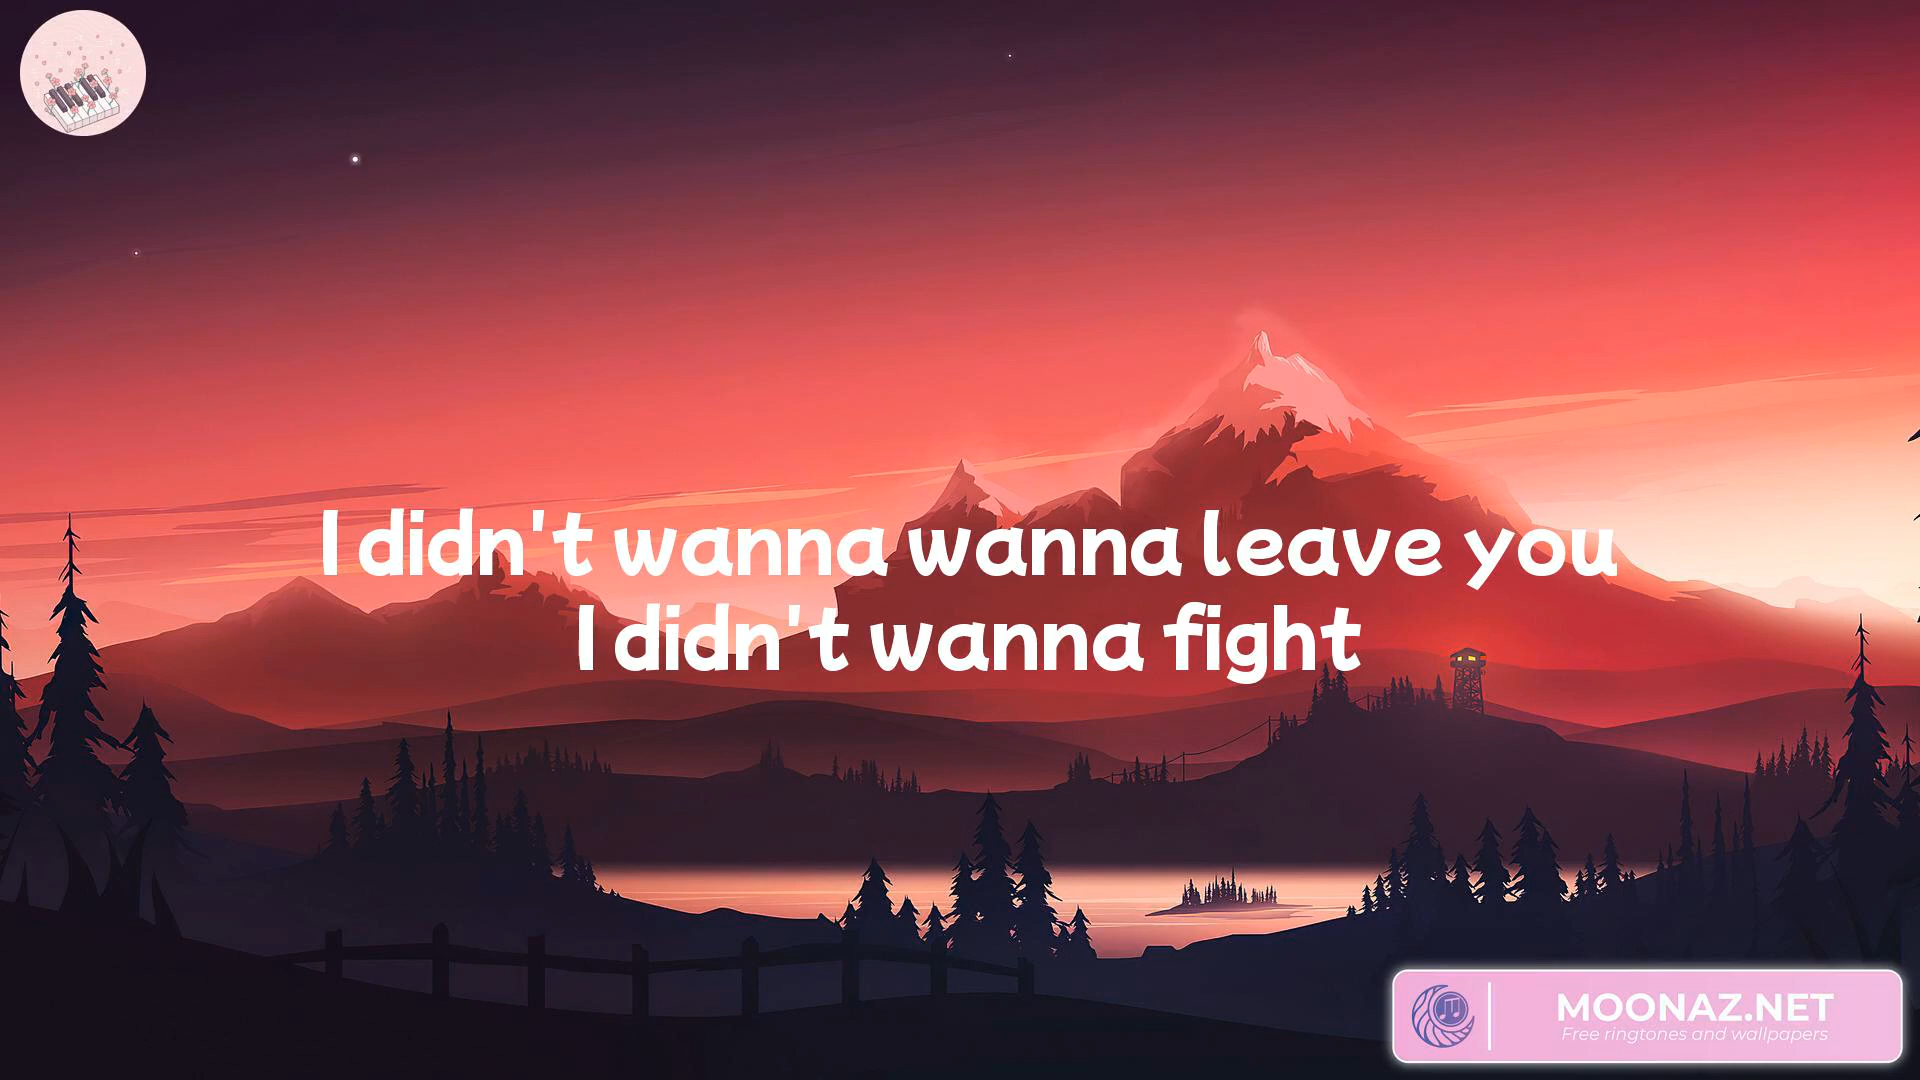 I didn't wanna wanna leave you
I didn't wanna fight
MOONAZ.NET
Free ringtones and wallpapers